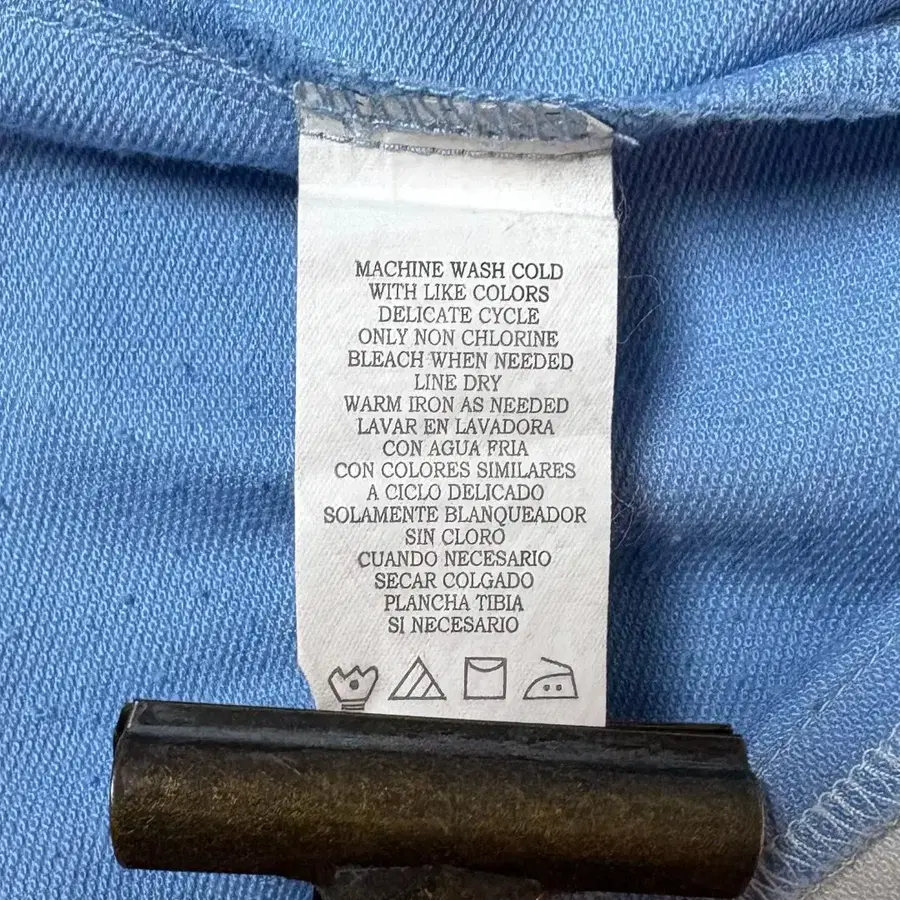 MACHINE WASH COLD
WITH LIKE COLORS
DELICATE CYCLE
ONLY NON CHLORINE
BLEACH WHEN NEEDED
LINE DRY
WARM IRON AS NEEDED
LAVAR EN LAVADORA
CON AGUA FRIA
CON COLORES SIMILARES
A CICLO DELICADO
SOLAMENTE BLANQUEADOR
SIN CLORO
CUANDO NECESARIO
SECAR COLGADO
PLANCHA TIBIA
SI NECESARIO